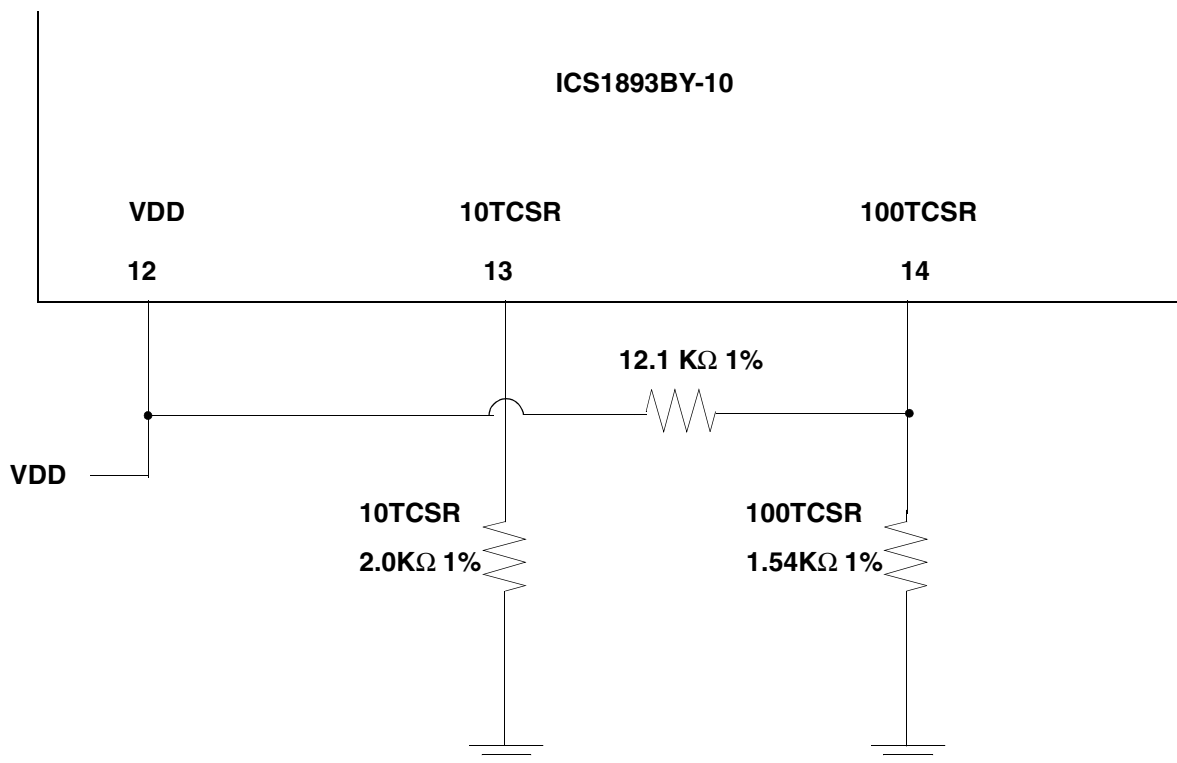 ICS1893BY-10
VDD 10TCSR 100TCSR
12 13 14
12.1 KΩ 1%
VDD
10TCSR 100TCSR
2.0KΩ 1% 1.54KΩ 1%